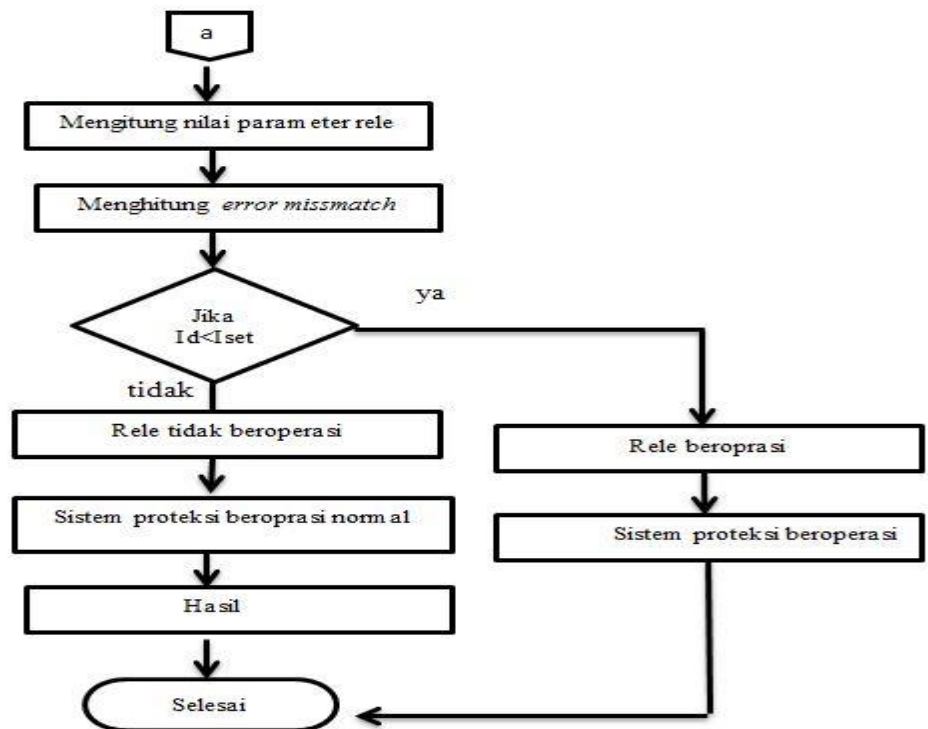 a
Mengitung nilai parameter rele
Menghitung error missmatch
Jika
Id<Iset
ya
tidak
Rele tidak beroperasi
Rele beroprasi
Sistem proteksi beroprasi normal
Sistem proteksi beroperasi
Hasil
Selesai